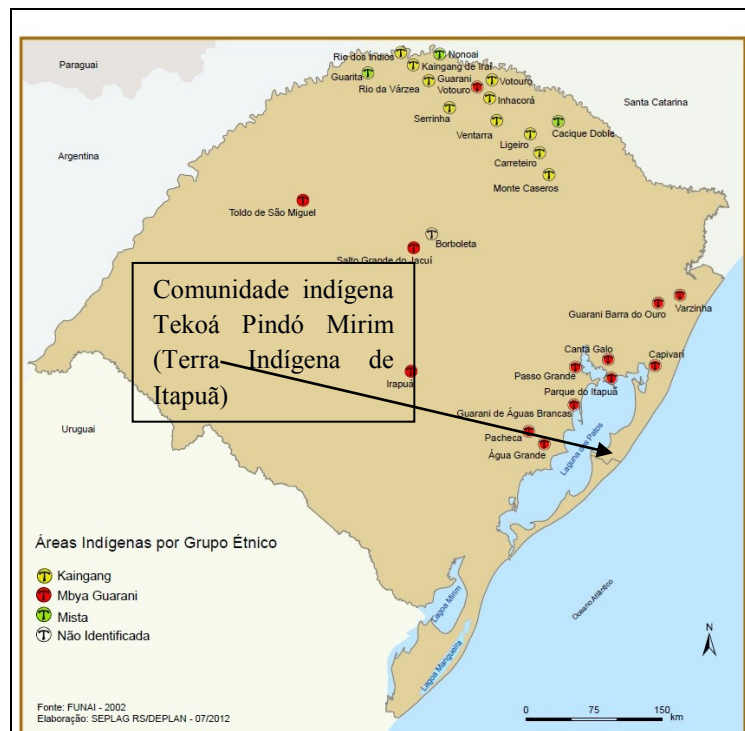 Paraguai
Rio dos Índios
Nonoai
Kaingang de Iraí
Guarita
Guarani
Votouro
Votouro
Rio da Várzea
Inhacorá
Santa Catarina
Serrinha
Ventarra
Cacique Doble
Ligeiro
Argentina
Carreteiro
Monte Caseros
Toldo de São Miguel
Borboleta
Salto Grande do Jacuí
Comunidade indígena
Tekoá Pindó Mirim
(Terra Indígena de
Itapuã)
Varzinha
Guarani Barra do Ouro
Cantá Galo
Capivari
Passo Grande
Irapuã
Parque do Itapuã
Guarani de Águas Brancas
Uruguai
Pacheca
Água Grande
Laguna dos Patos
Áreas Indígenas por Grupo Étnico
Kaingang
Mbya Guarani
Mista
Não Identificada
Lagoa Mirim
Oceano Atlântico
Lagoa Mangueira
N
Fonte: FUNAI - 2002
Elaboração: SEPLAG RS/DEPLAN - 07/2012
0 75 150
km